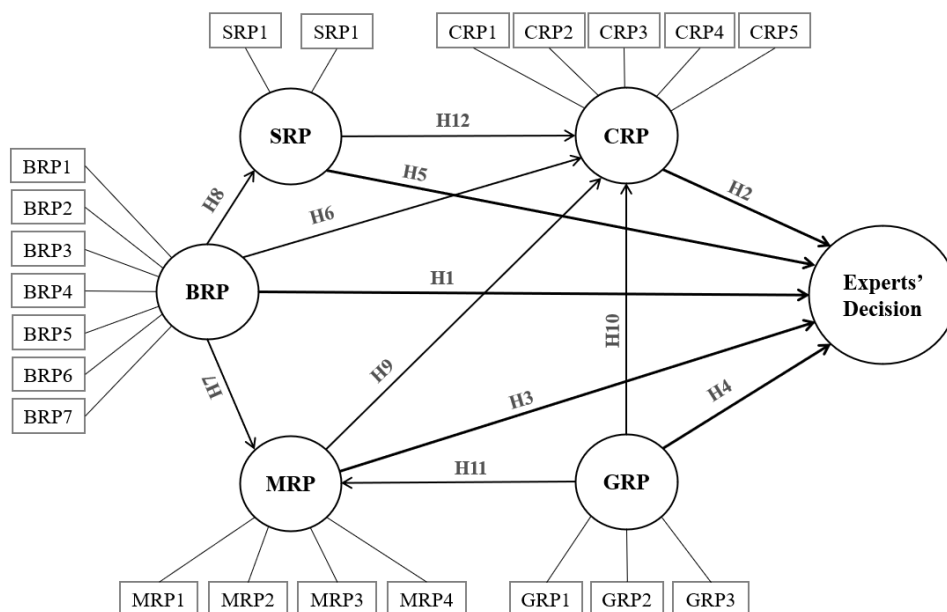 SRP1
SRP1
CRP1
CRP2
CRP3
CRP4
CRP5
SRP
H12
CRP
BRP1
BRP2
BRP3
BRP4
BRP5
BRP6
BRP7
H8
H6
H5
H2
BRP
H1
Experts’
Decision
H7
H9
H10
H3
H4
MRP
H11
GRP
MRP1
MRP2
MRP3
MRP4
GRP1
GRP2
GRP3